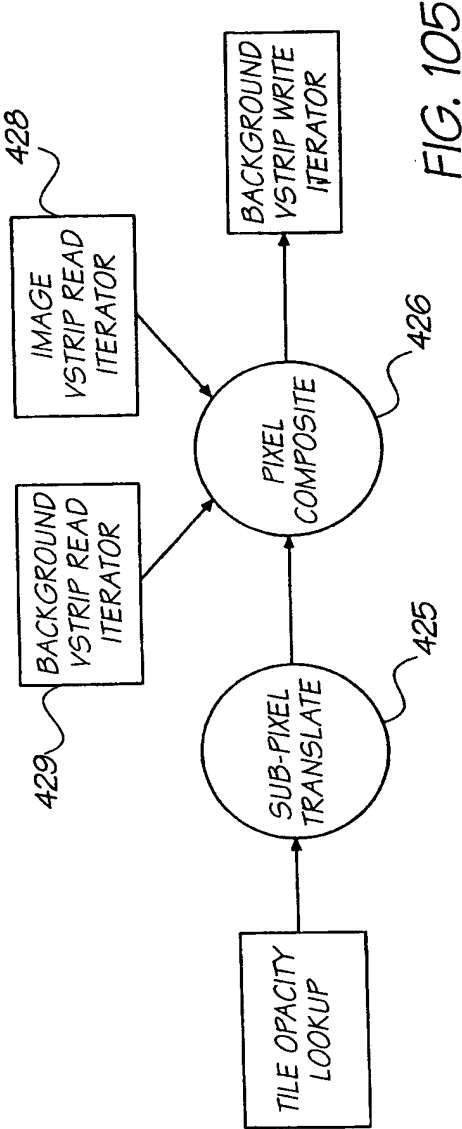 428
IMAGE
VSTRIP READ
ITERATOR
BACKGROUND
VSTRIP READ
ITERATOR
429
BACKGROUND
VSTRIP WRITE
ITERATOR
PIXEL
COMPOSITE
426
SUB-PIXEL
TRANSLATE
425
TILE OPACITY
LOOKUP
FIG. 105